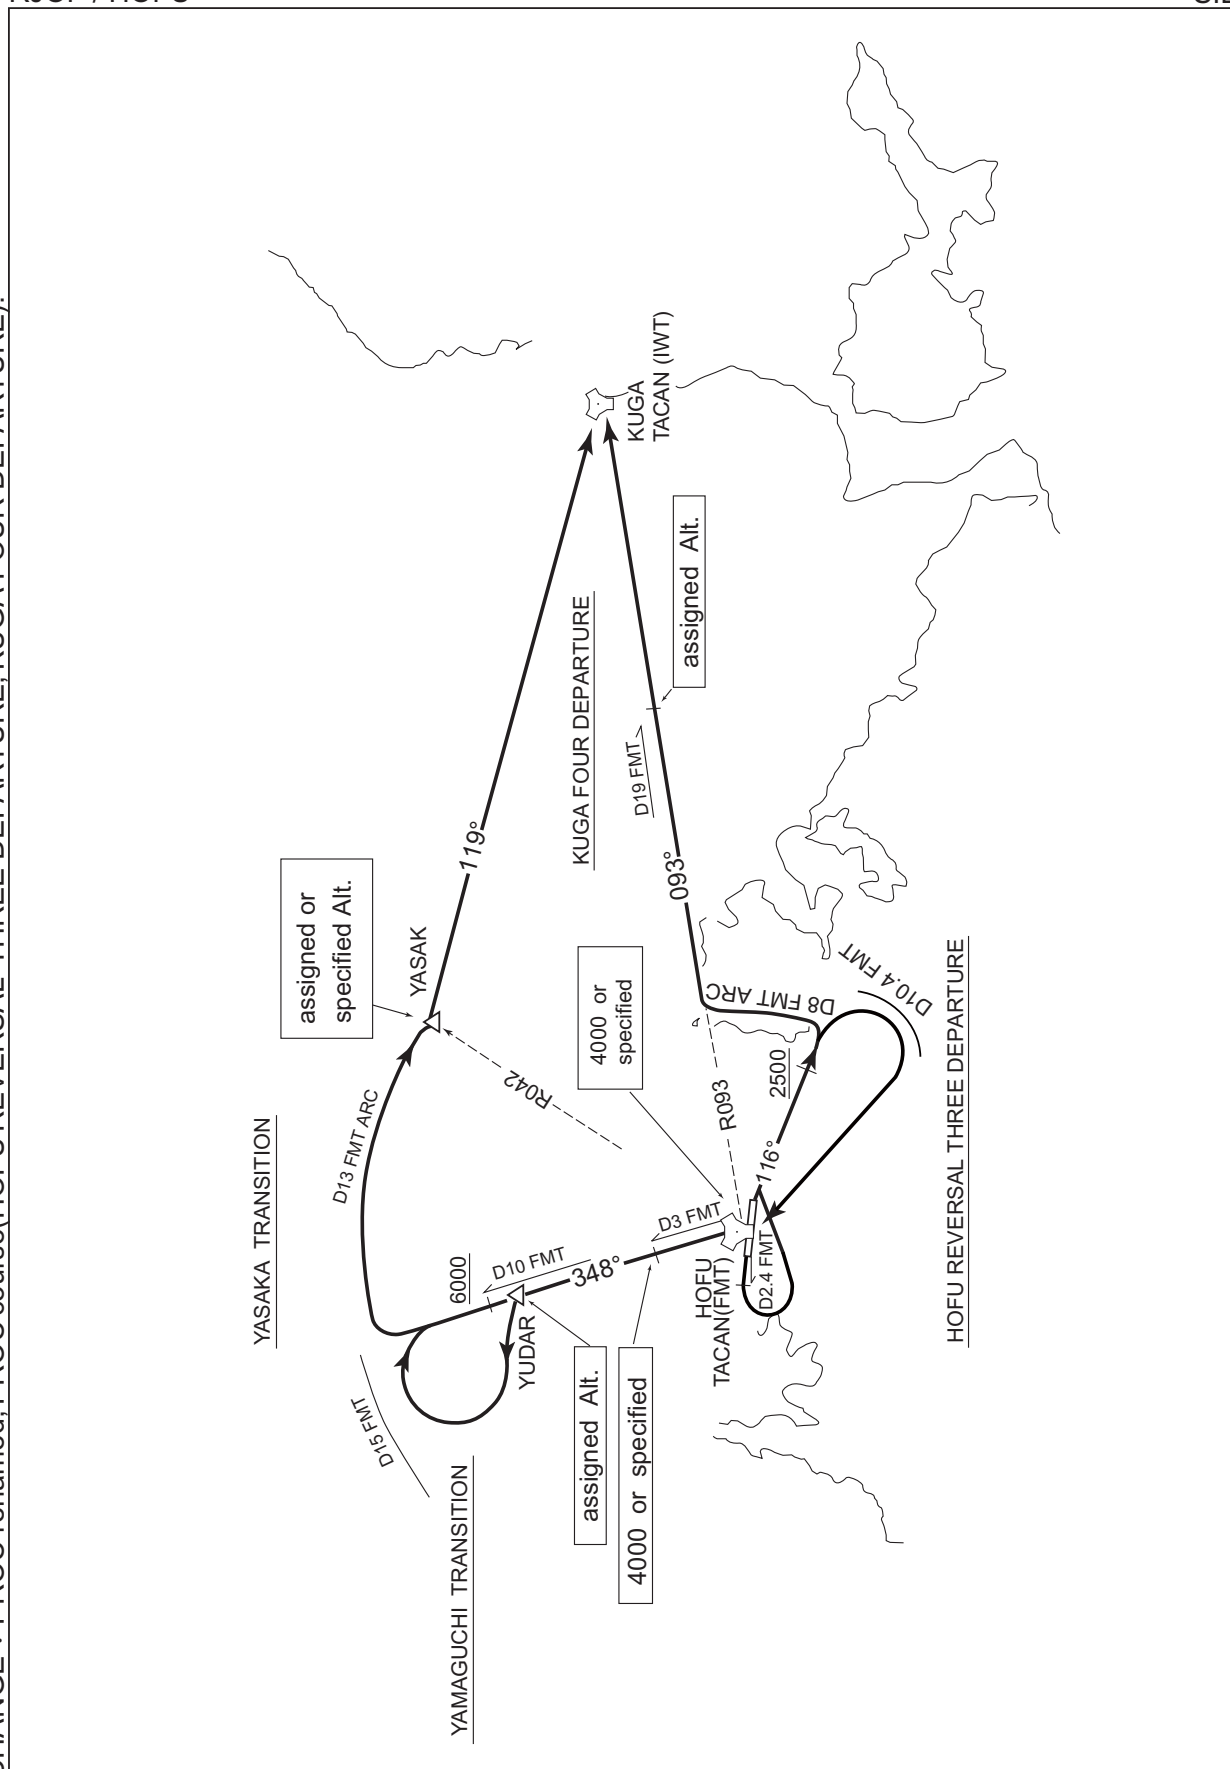 YASAKA TRANSITION
D13 FMT ARC
assigned or
specified Alt.
YASAK
119°
R042
D15 FMT
YAMAGUCHI TRANSITION
6000
D10 FMT
348°
YUDAR
assigned Alt.
4000 or specified
D3 FMT
HOFU
TACAN(FMT)
4000 or
specified
KUGA FOUR DEPARTURE
D19 FMT
assigned Alt.
093°
KUGA
TACAN (IWT)
R093
D8 FMT ARC
2500
116°
D2.4 FMT
D10.4 FMT
HOFU REVERSAL THREE DEPARTURE